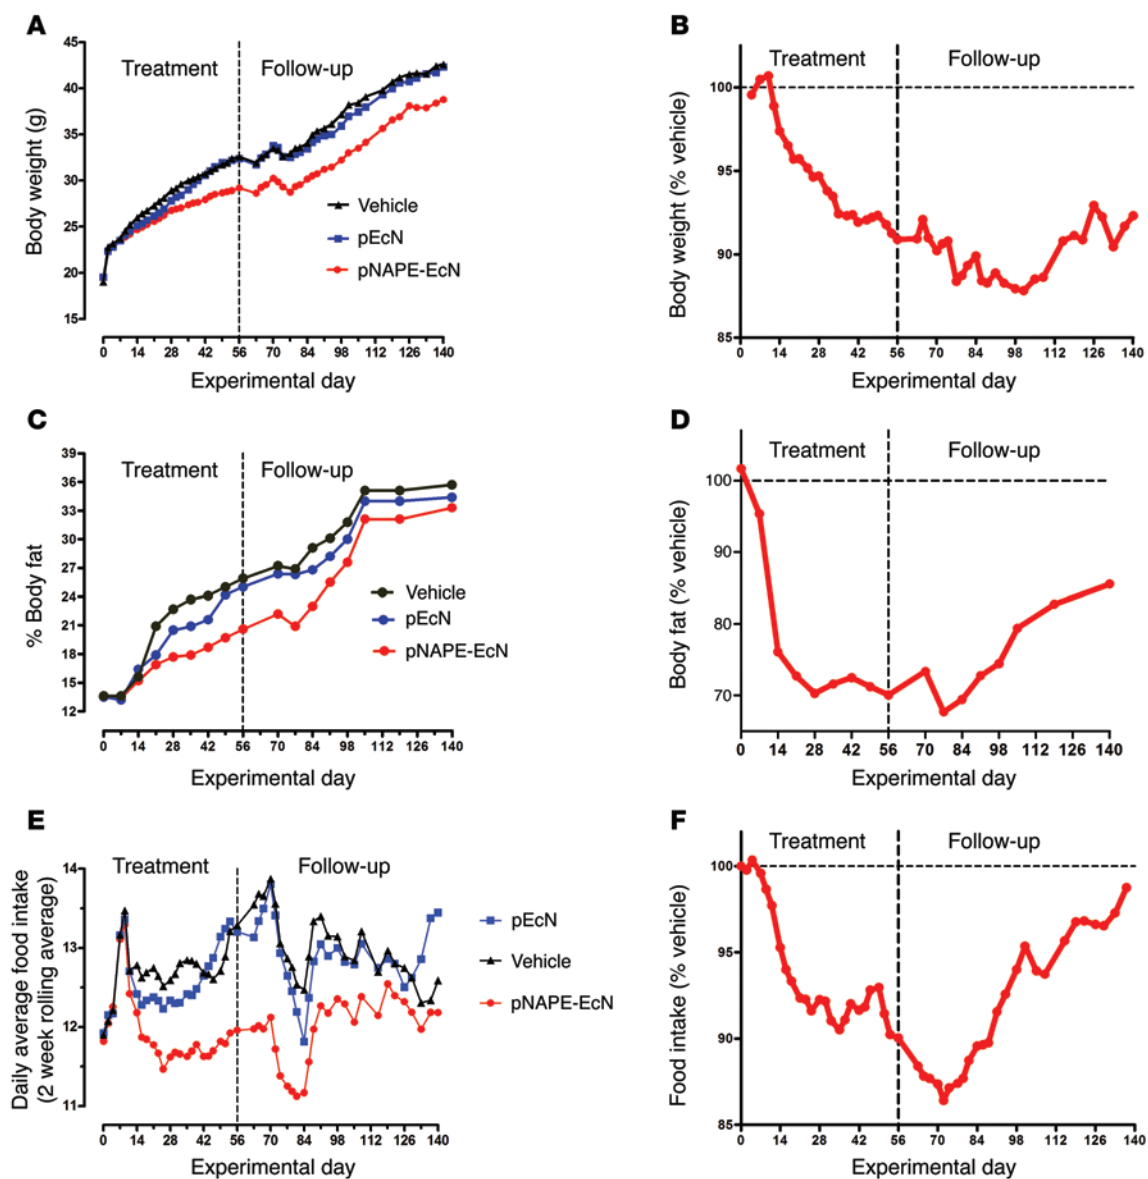 A
Treatment Follow-up
Body weight (g)
45
40
35
30
25
20
15
Vehicle
pEcN
pNAPE-EcN
0 14 28 42 56 70 84 98 112 126 140
Experimental day
B
Treatment Follow-up
Body weight (% vehicle)
100
95
90
85
0 14 28 42 56 70 84 98 112 126 140
Experimental day
C
Treatment Follow-up
% Body fat
39
36
33
30
27
24
21
18
15
12
Vehicle
pEcN
pNAPE-EcN
0 14 28 42 56 70 84 98 112 126 140
Experimental day
D
Treatment Follow-up
Body fat (% vehicle)
100
90
80
70
0 14 28 42 56 70 84 98 112 126 140
Experimental day
E
Treatment Follow-up
Daily average food intake
(2 week rolling average)
14
13
12
11
pEcN
Vehicle
pNAPE-EcN
0 14 28 42 56 70 84 98 112 126 140
Experimental day
F
Treatment Follow-up
Food intake (% vehicle)
100
95
90
85
0 14 28 42 56 70 84 98 112 126 140
Experimental day